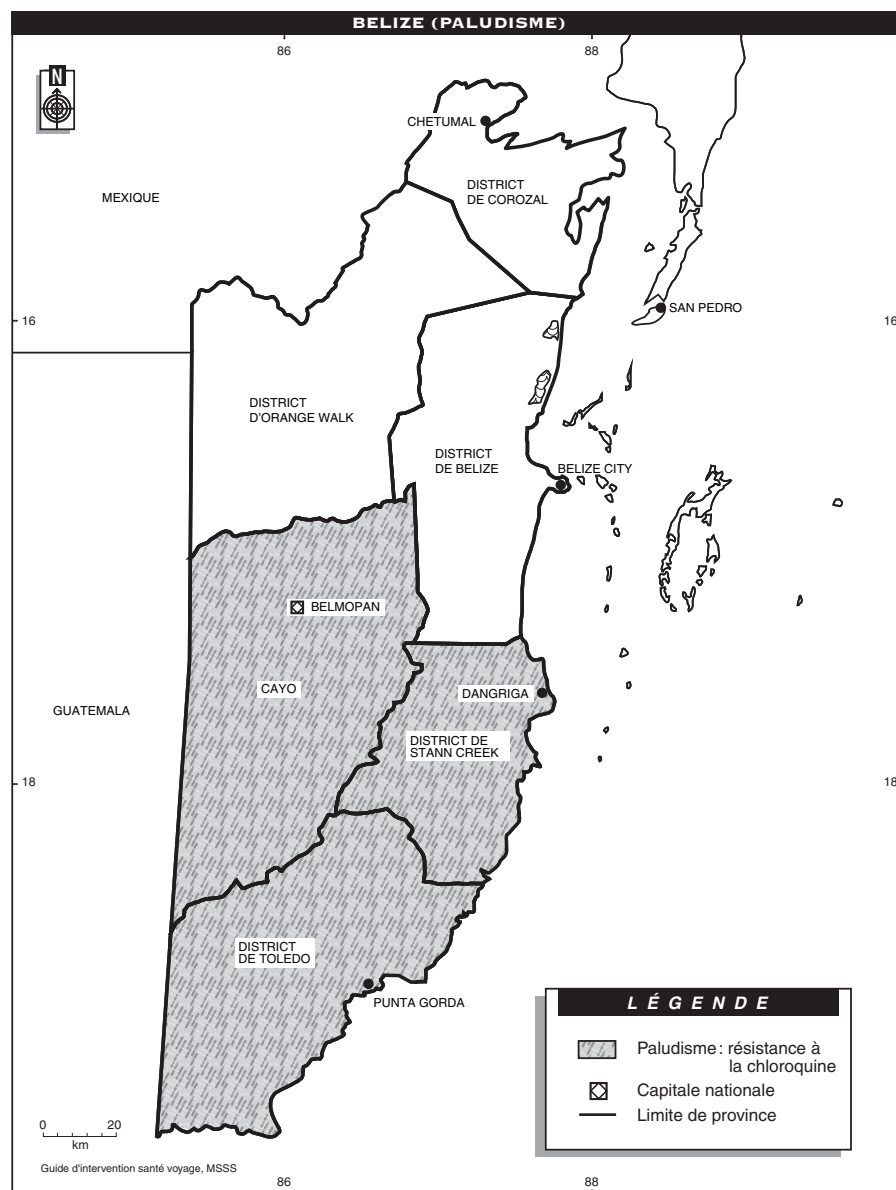 BELIZE (PALUDISME)
86
88
N
CHETUMAL
MEXIQUE
DISTRICT
DE COROZAL
SAN PEDRO
16
16
DISTRICT
D'ORANGE WALK
DISTRICT
DE BELIZE
BELIZE CITY
BELMOPAN
CAYO
DANGRIGA
GUATEMALA
DISTRICT DE
STANN CREEK
18
18
DISTRICT
DE TOLEDO
PUNTA GORDA
LÉGENDE
Paludisme : résistance à
la chloroquine
Capitale nationale
Limite de province
0 20
km
Guide d'intervention santé voyage, MSSS
86
88